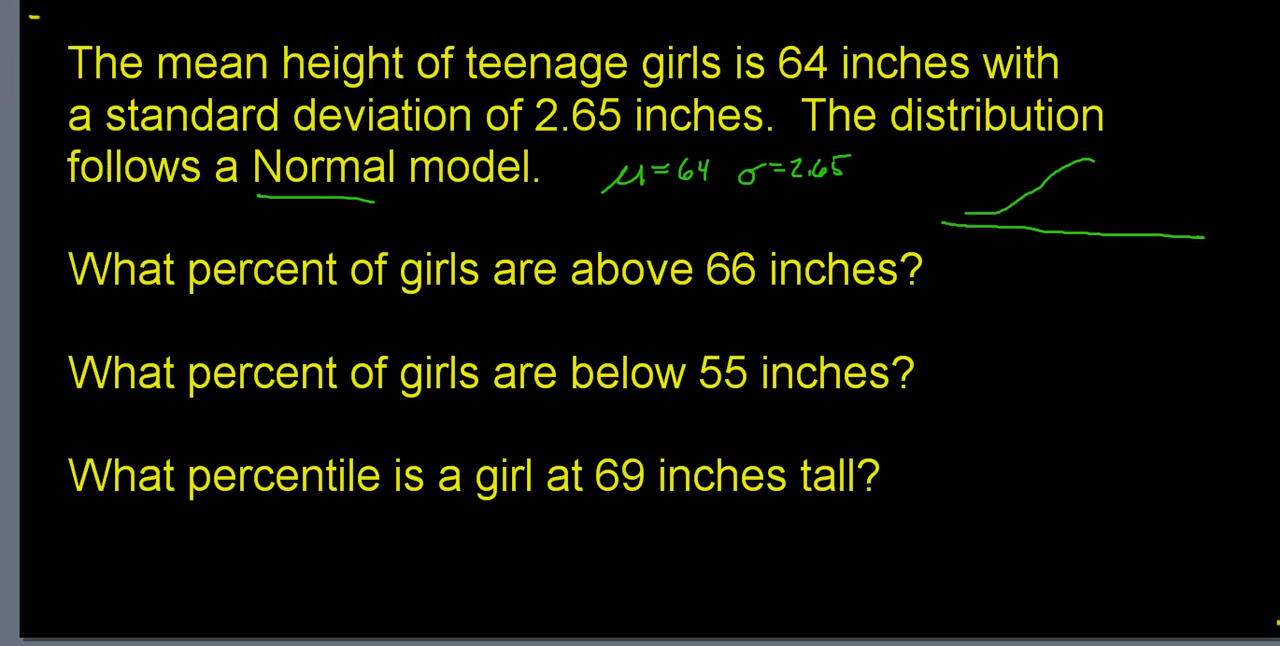 The mean height of teenage girls is 64 inches with
a standard deviation of 2.65 inches. The distribution
follows a Normal model. μ=64 σ=2.65
What percent of girls are above 66 inches?
What percent of girls are below 55 inches?
What percentile is a girl at 69 inches tall?